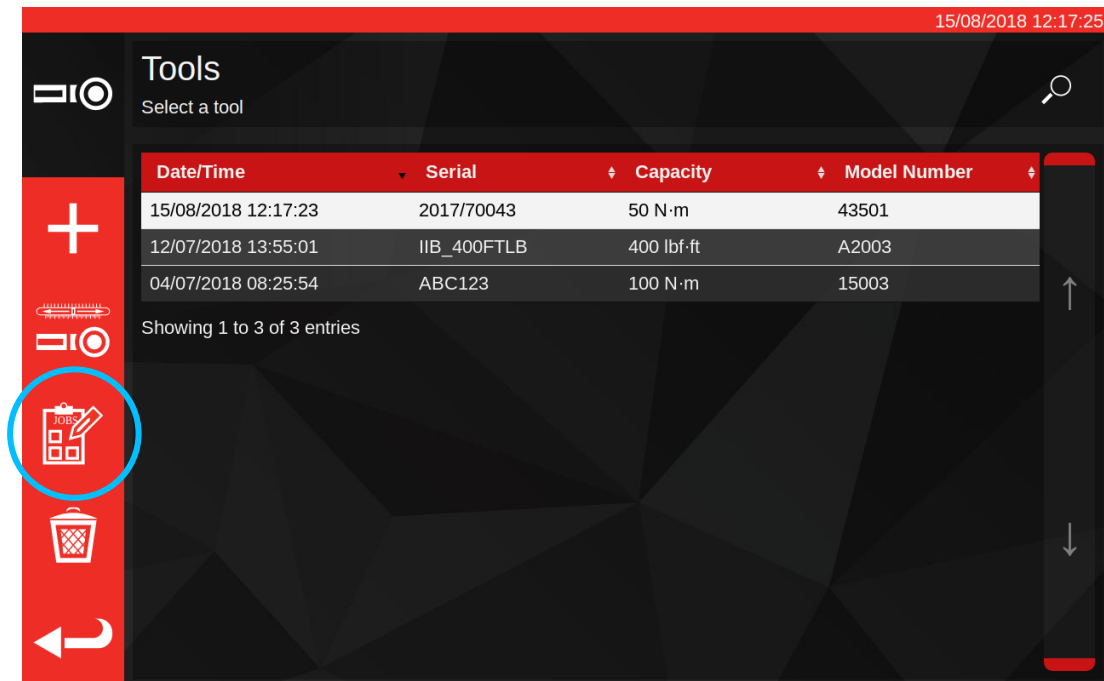 15/08/2018 12:17:25
Tools
Select a tool
Date/Time Serial Capacity Model Number
15/08/2018 12:17:23 2017/70043 50 N·m 43501
12/07/2018 13:55:01 IIB_400FTLB 400 lbf·ft A2003
04/07/2018 08:25:54 ABC123 100 N·m 15003
Showing 1 to 3 of 3 entries
JOBS